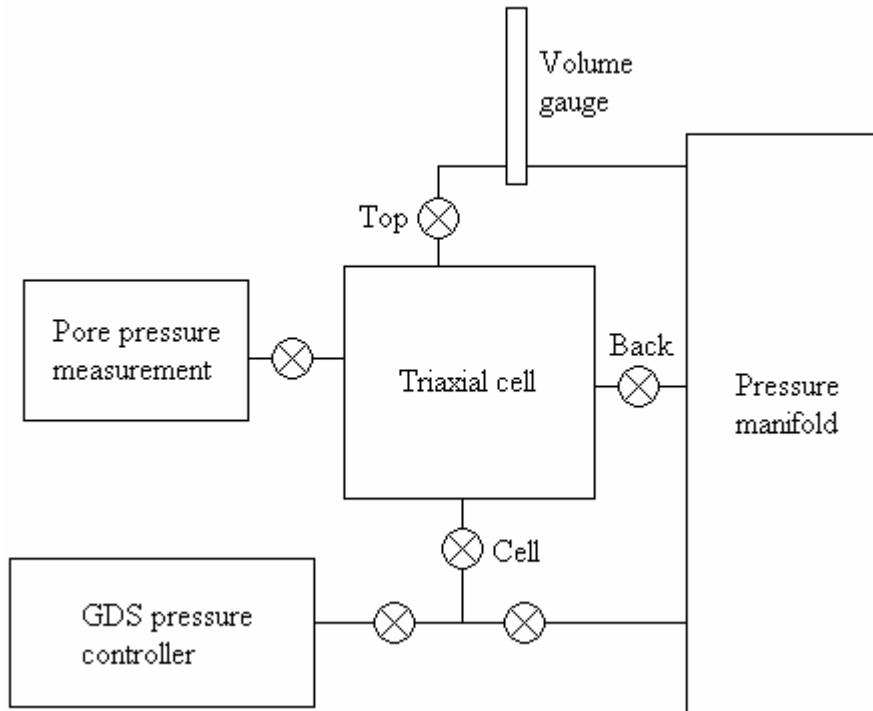 Volume
gauge
Top
Pore pressure
measurement
Back
Triaxial cell
Pressure
manifold
Cell
GDS pressure
controller